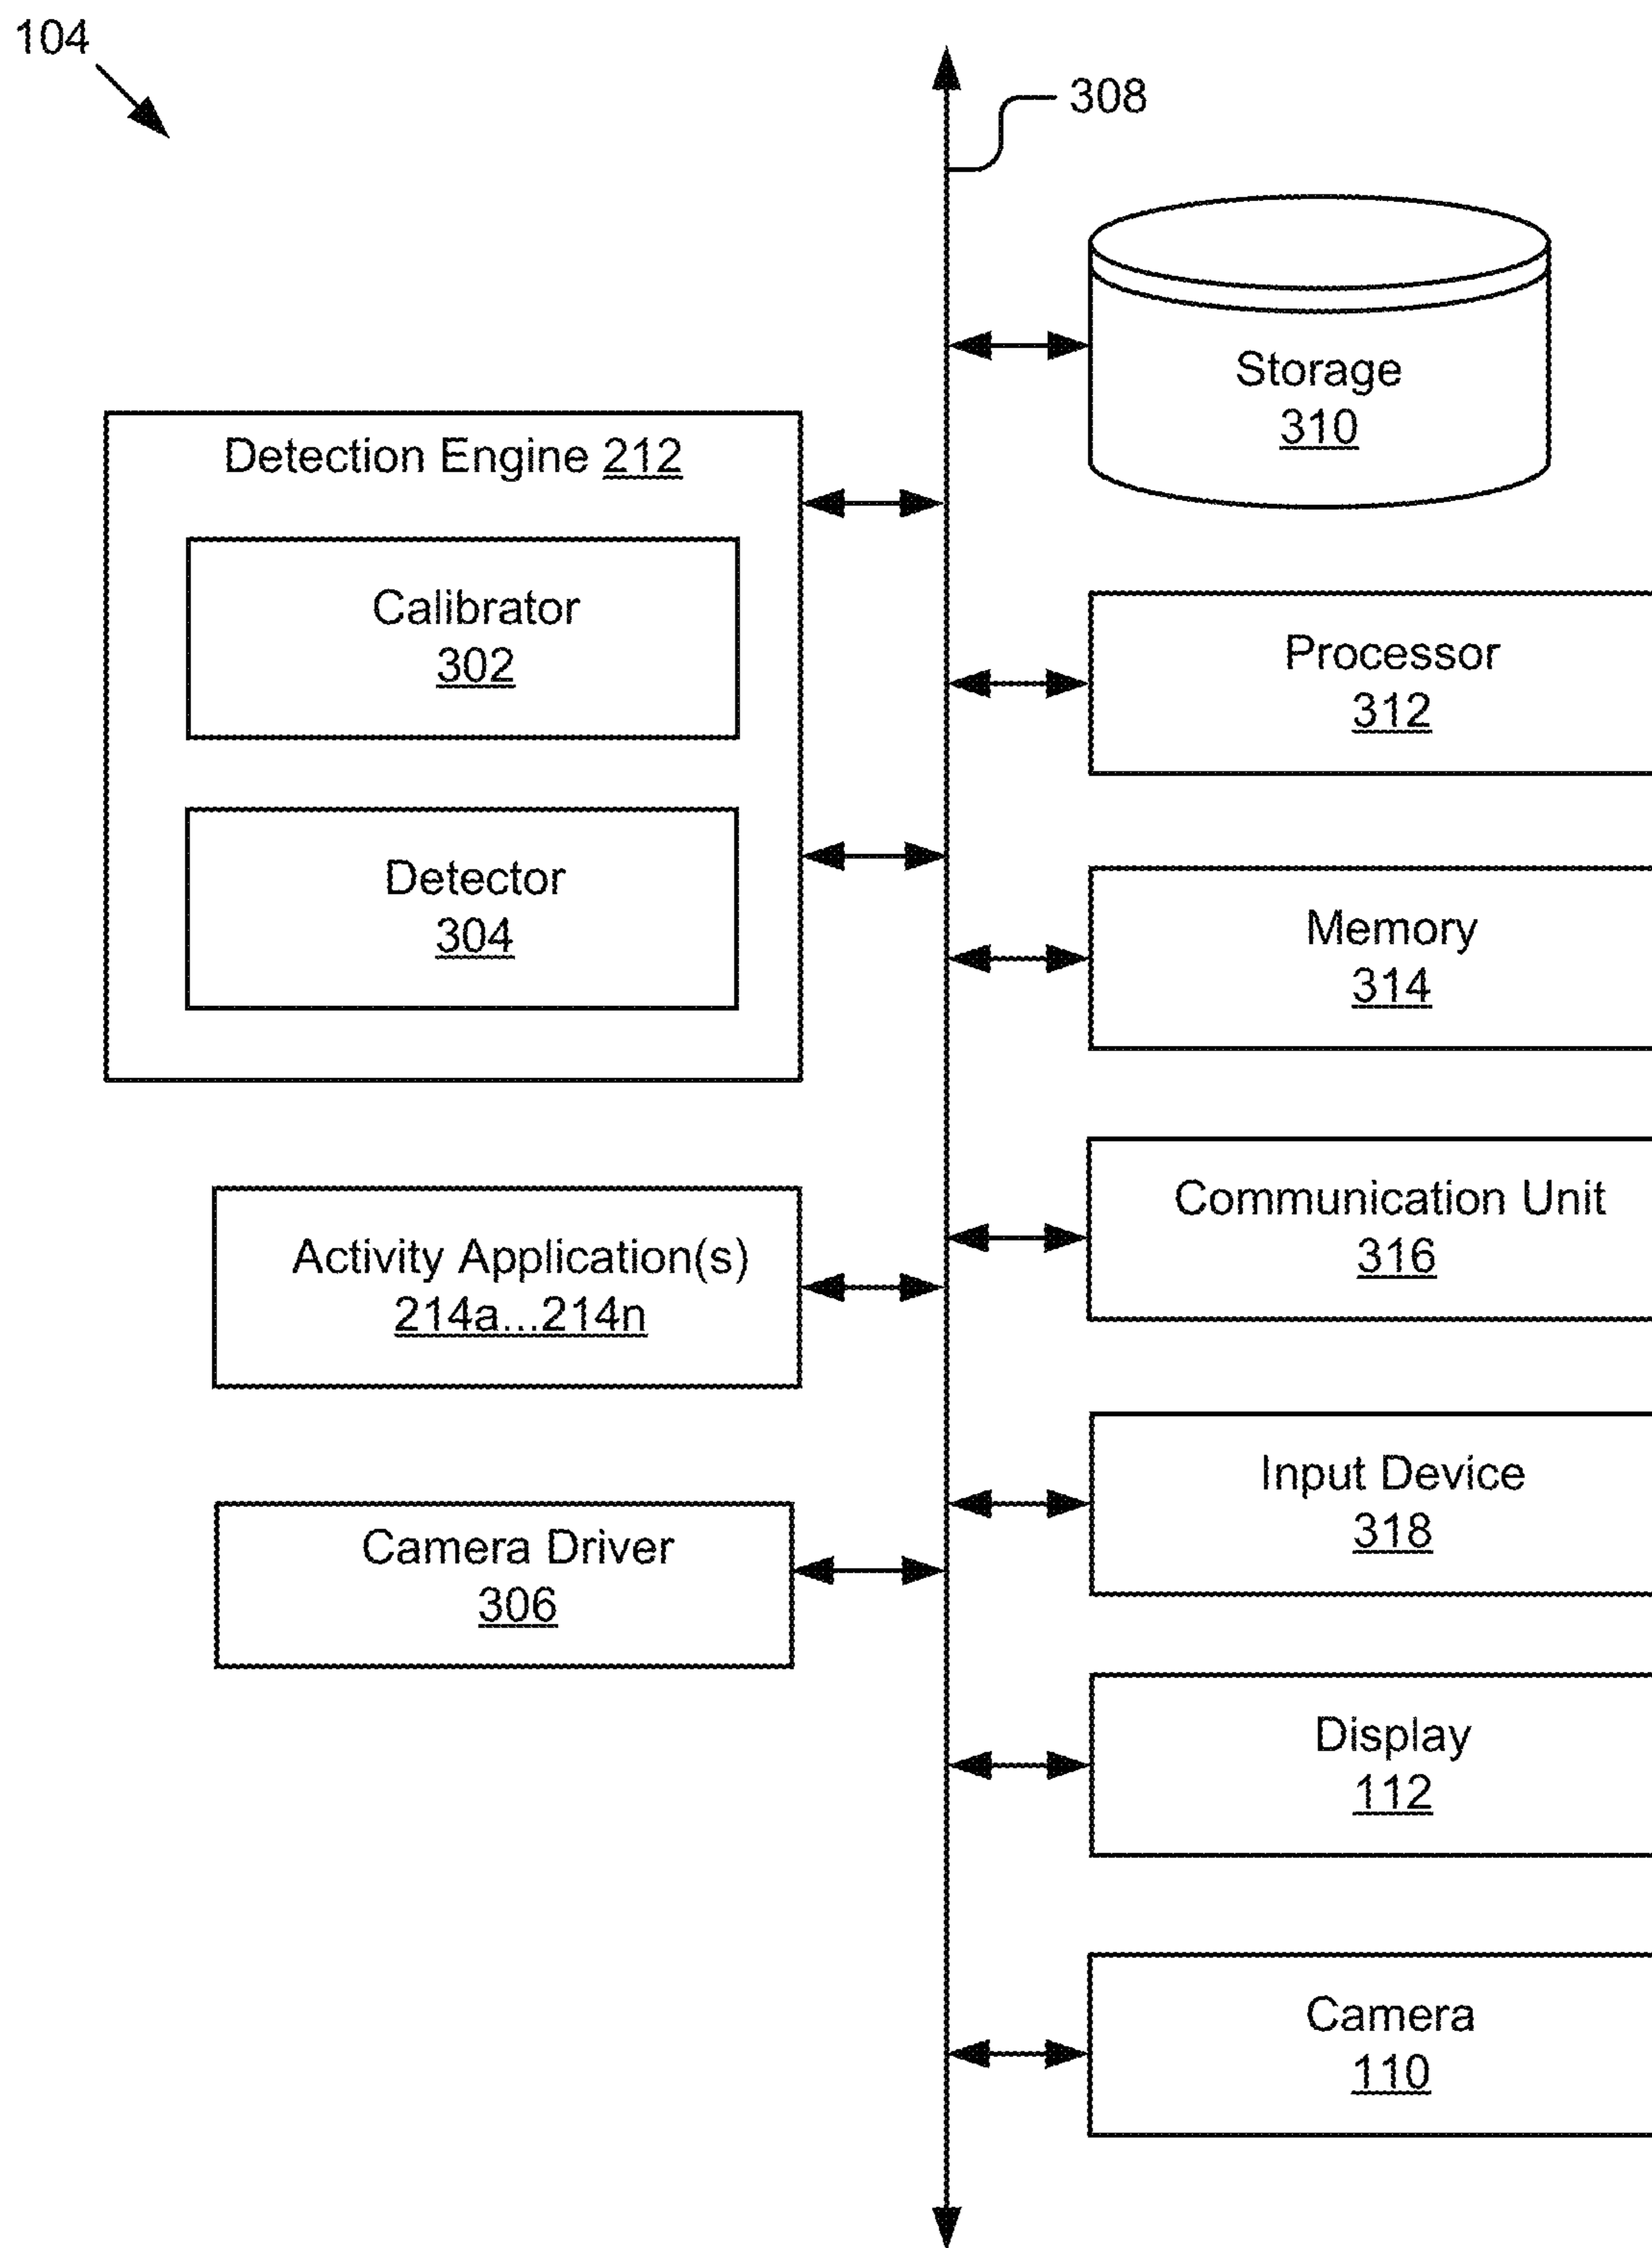 104
308
Storage
310
Detection Engine 212
Calibrator
302
Processor
312
Detector
304
Memory
314
Communication Unit
316
Activity Application(s)
214a...214n
Input Device
318
Camera Driver
306
Display
112
Camera
110